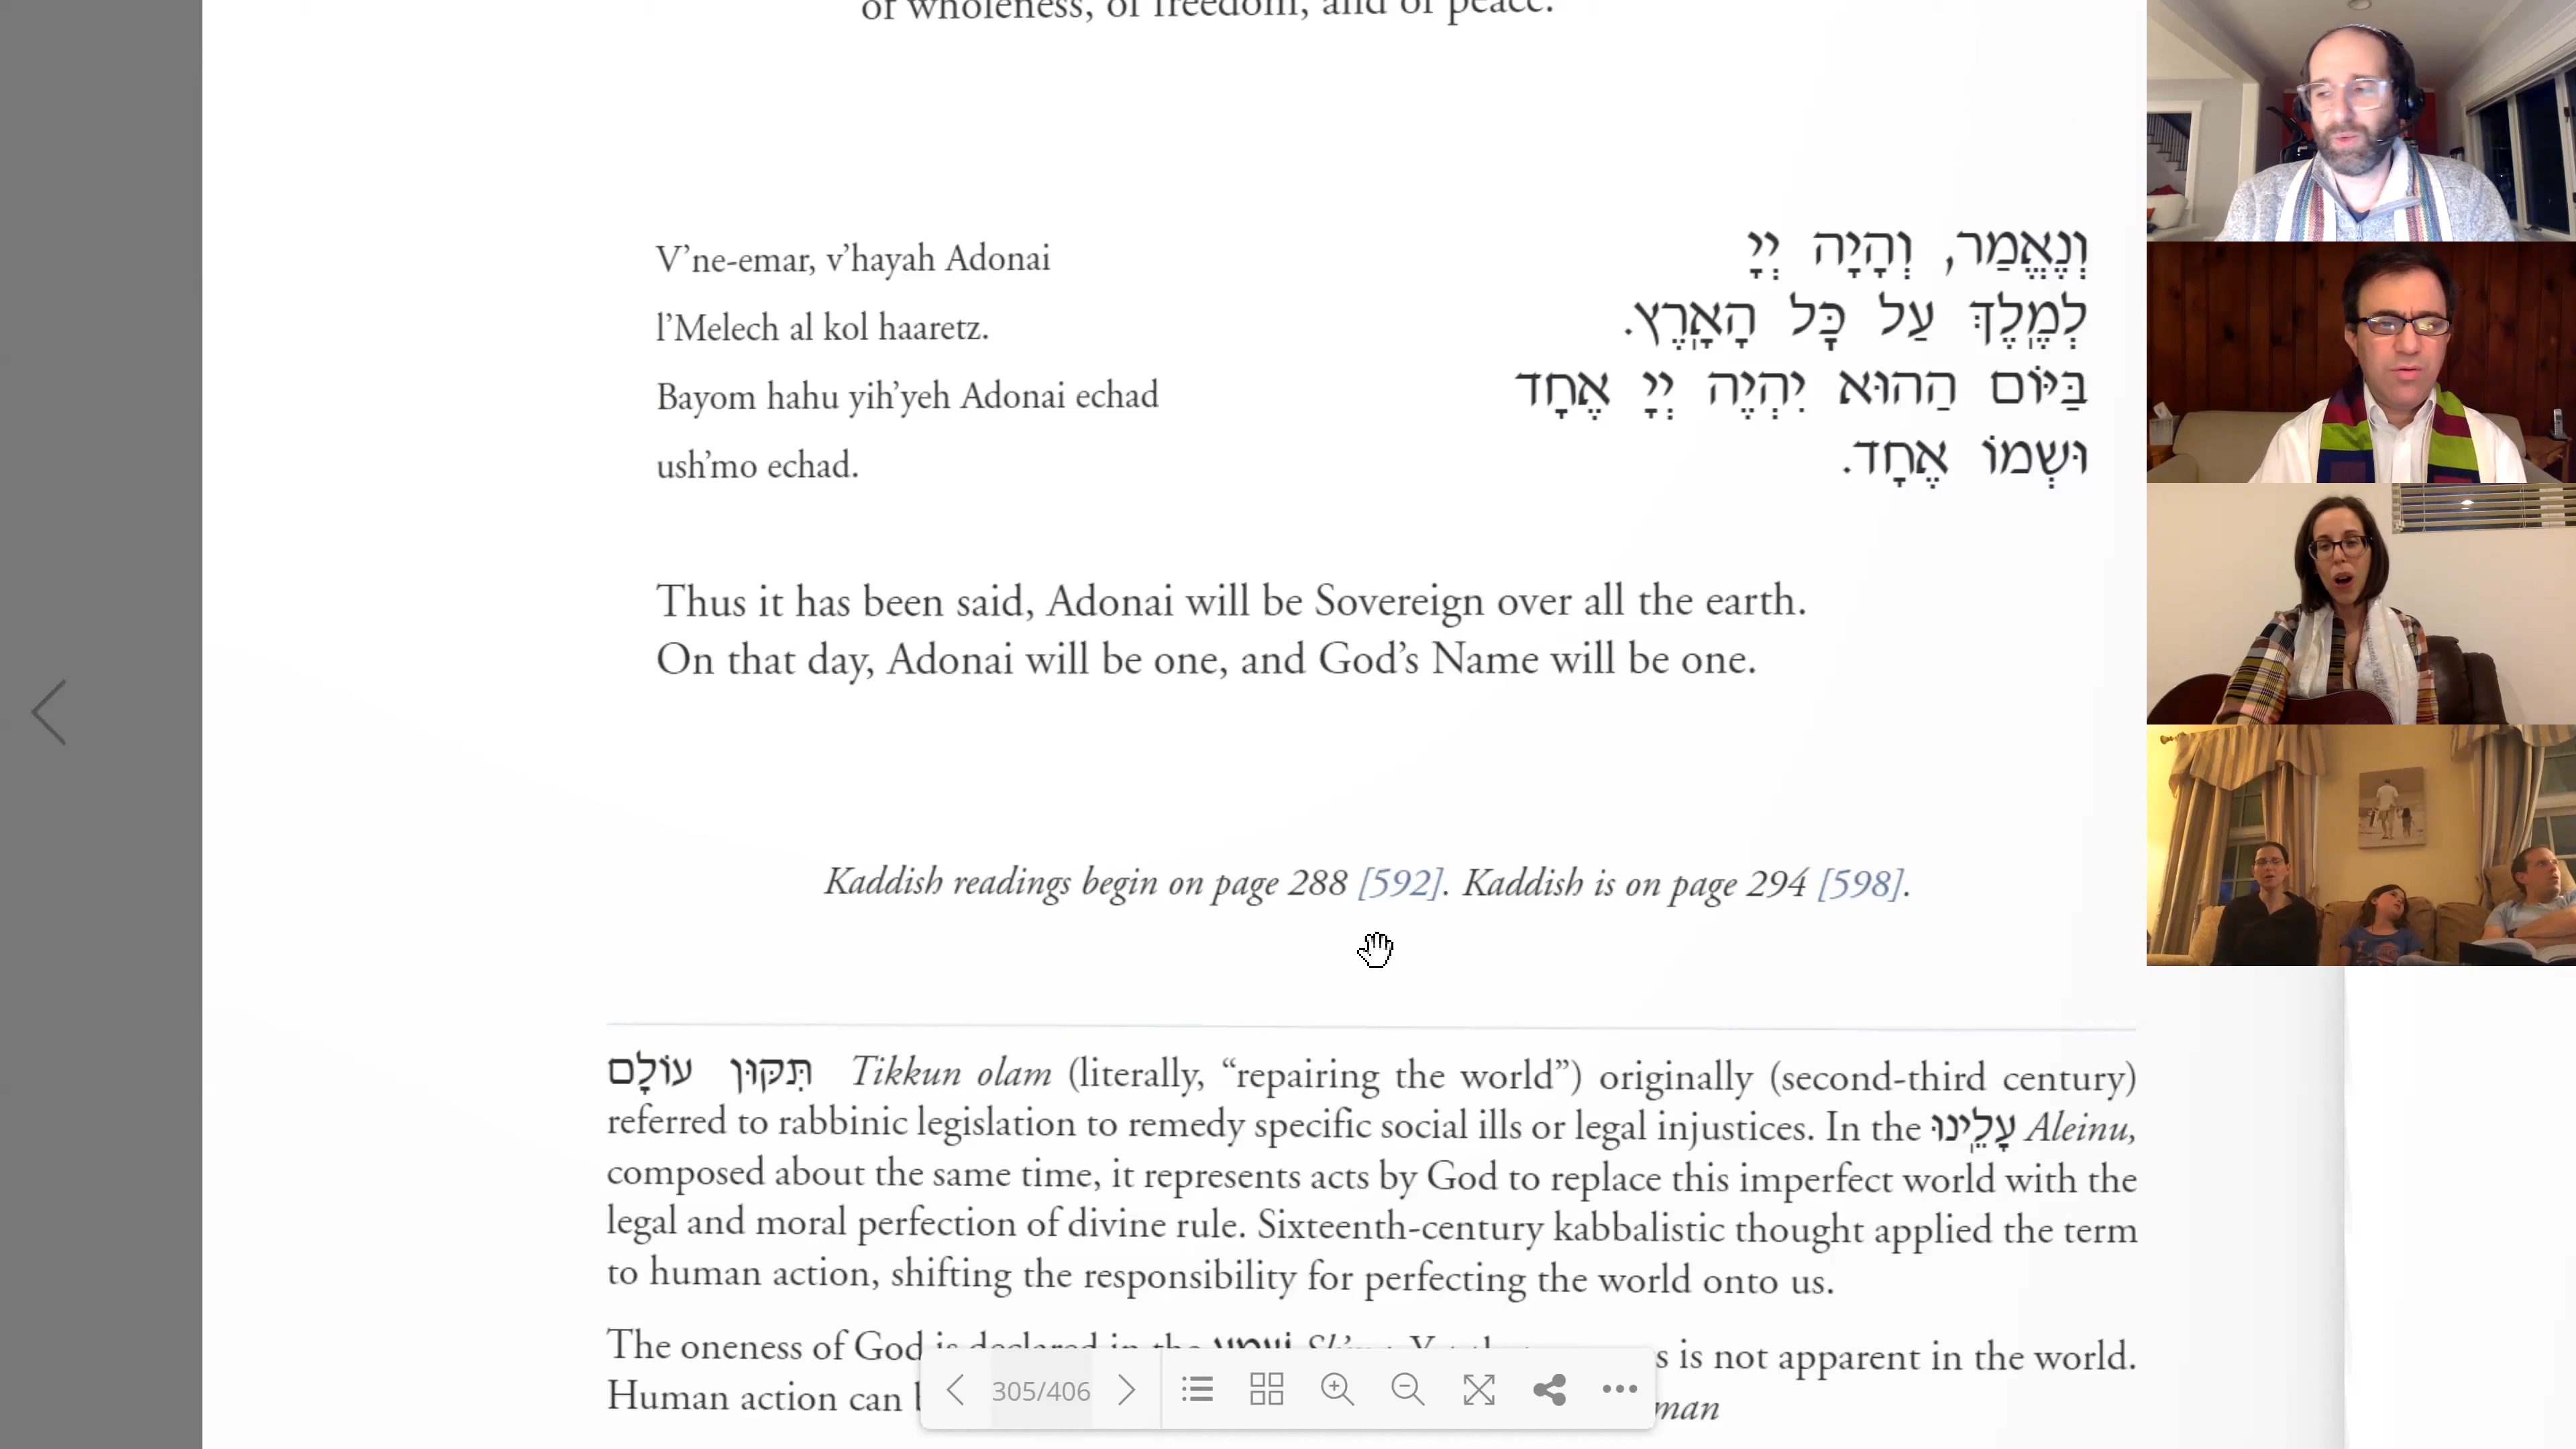 of wholeness, of freedom, and of peace.
V’ne-emar, v’hayah Adonai
l’Melech al kol haaretz.
Bayom hahu yih’yeh Adonai echad
ush’mo echad.
וְנֶאֱמַר, וְהָיָה יְיָ
לְמֶֽלֶךְ עַל כׇּל הָאָֽרֶץ.
בַּיּוֹם הַהוּא יִהְיֶה יְיָ אֶחָד
וּשְׁמוֹ אֶחָד.
Thus it has been said, Adonai will be Sovereign over all the earth.
On that day, Adonai will be one, and God’s Name will be one.
Kaddish readings begin on page 288 [592]. Kaddish is on page 294 [598].
תִּקּוּן עוֹלָם Tikkun olam (literally, “repairing the world”) originally (second-third century)
referred to rabbinic legislation to remedy specific social ills or legal injustices. In the עָלֵֽינוּ Aleinu,
composed about the same time, it represents acts by God to replace this imperfect world with the
legal and moral perfection of divine rule. Sixteenth-century kabbalistic thought applied the term
to human action, shifting the responsibility for perfecting the world onto us.
The oneness of God is declared in the is not apparent in the world.
Human action can
305/406